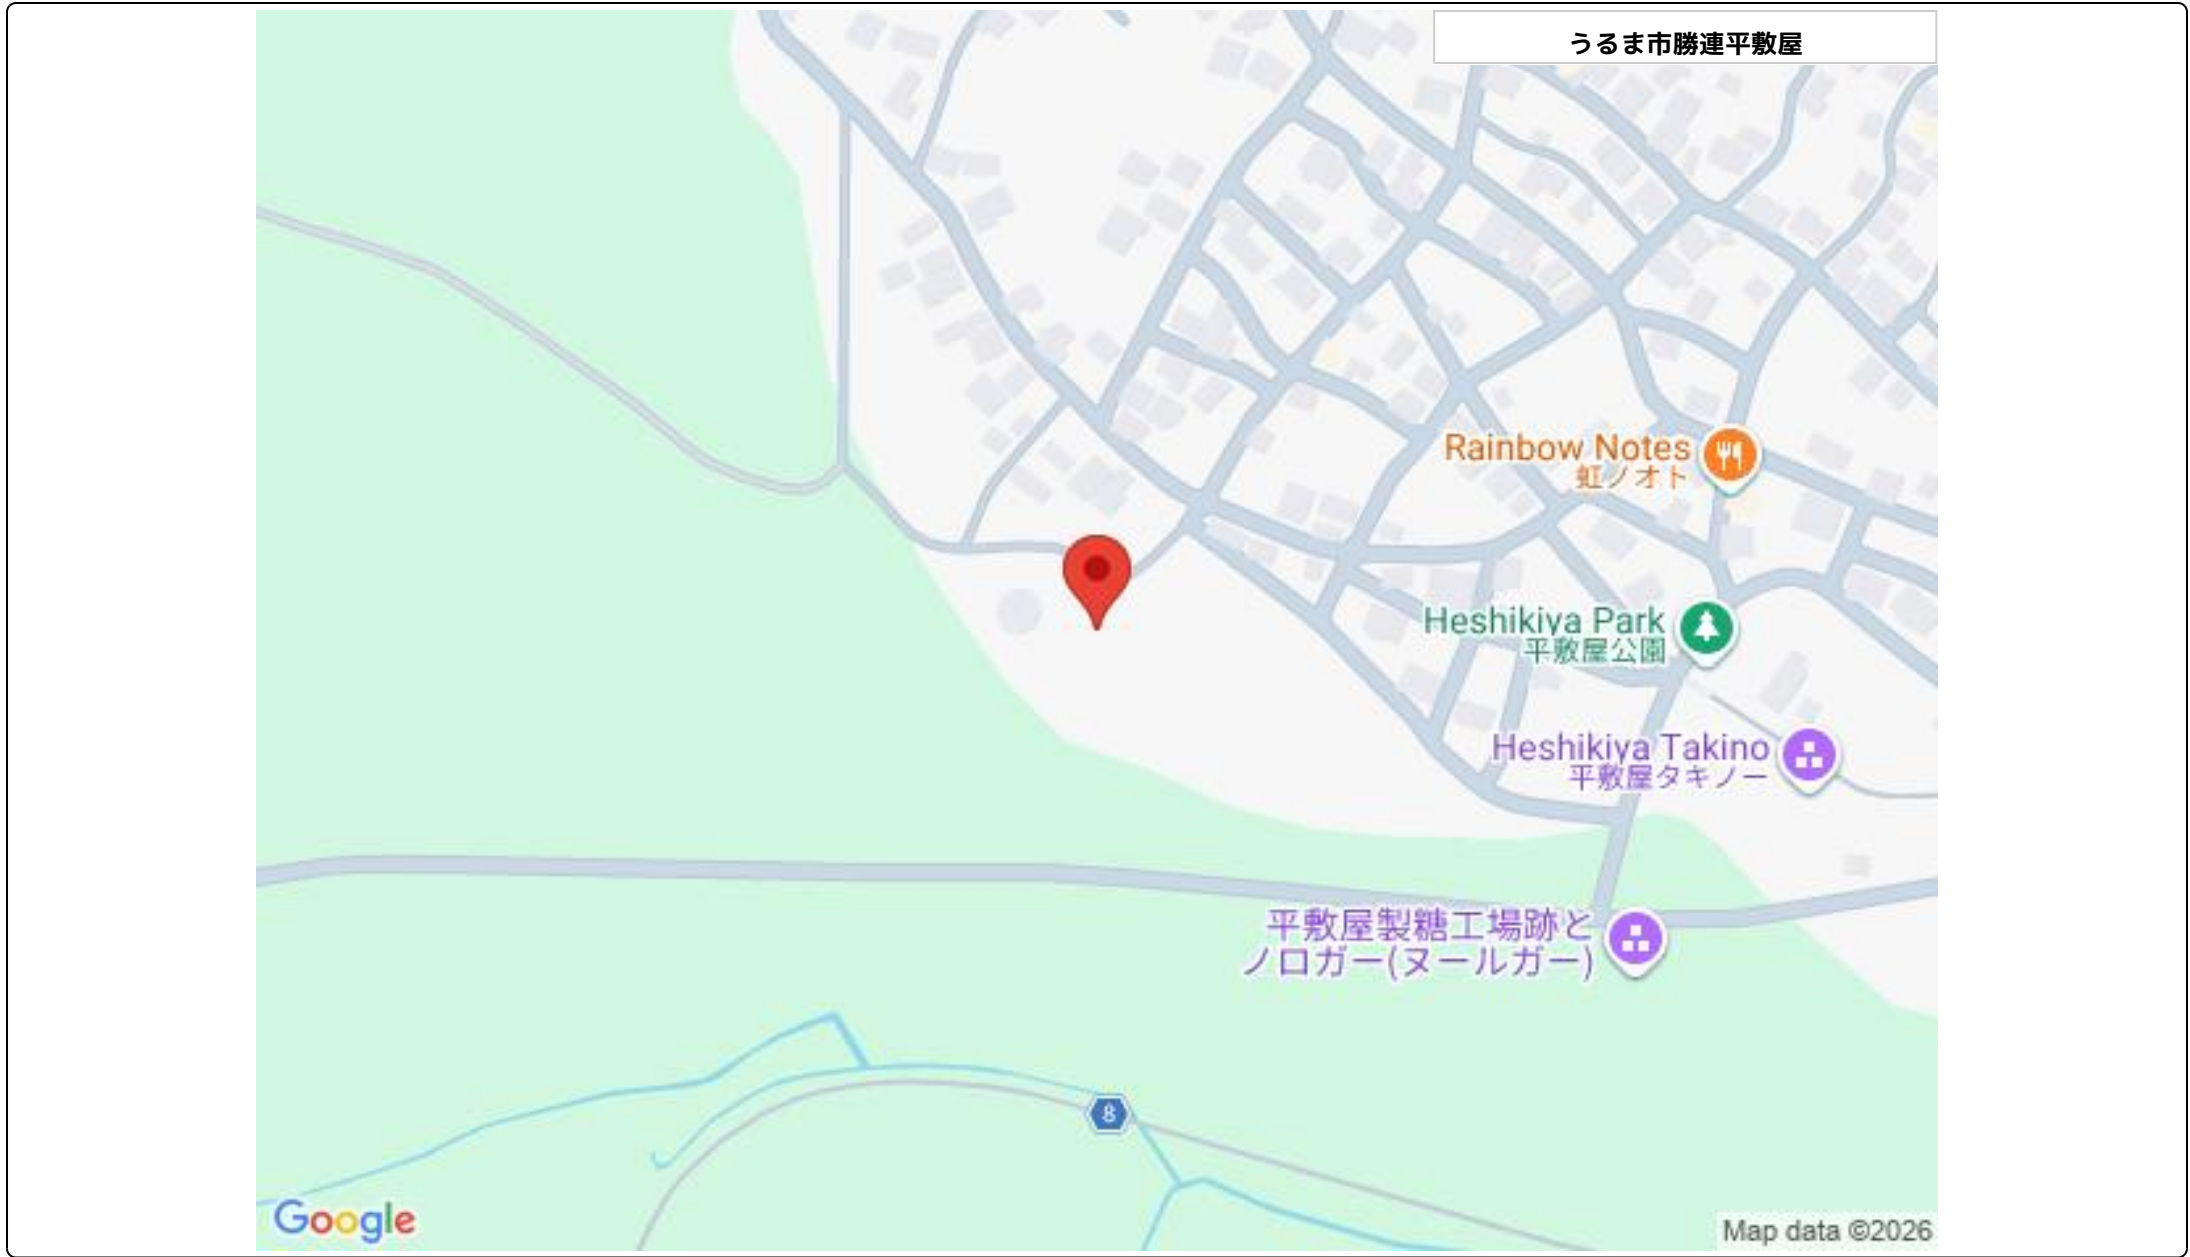 うるま市勝連平敷屋
Rainbow Notes
虹ノオト
Heshikiya Park
平敷屋公園
Heshikiya Takino
平敷屋タキノー
平敷屋製糖工場跡と
ノロガー(ヌールガー)
8
Google
Map data ©2026